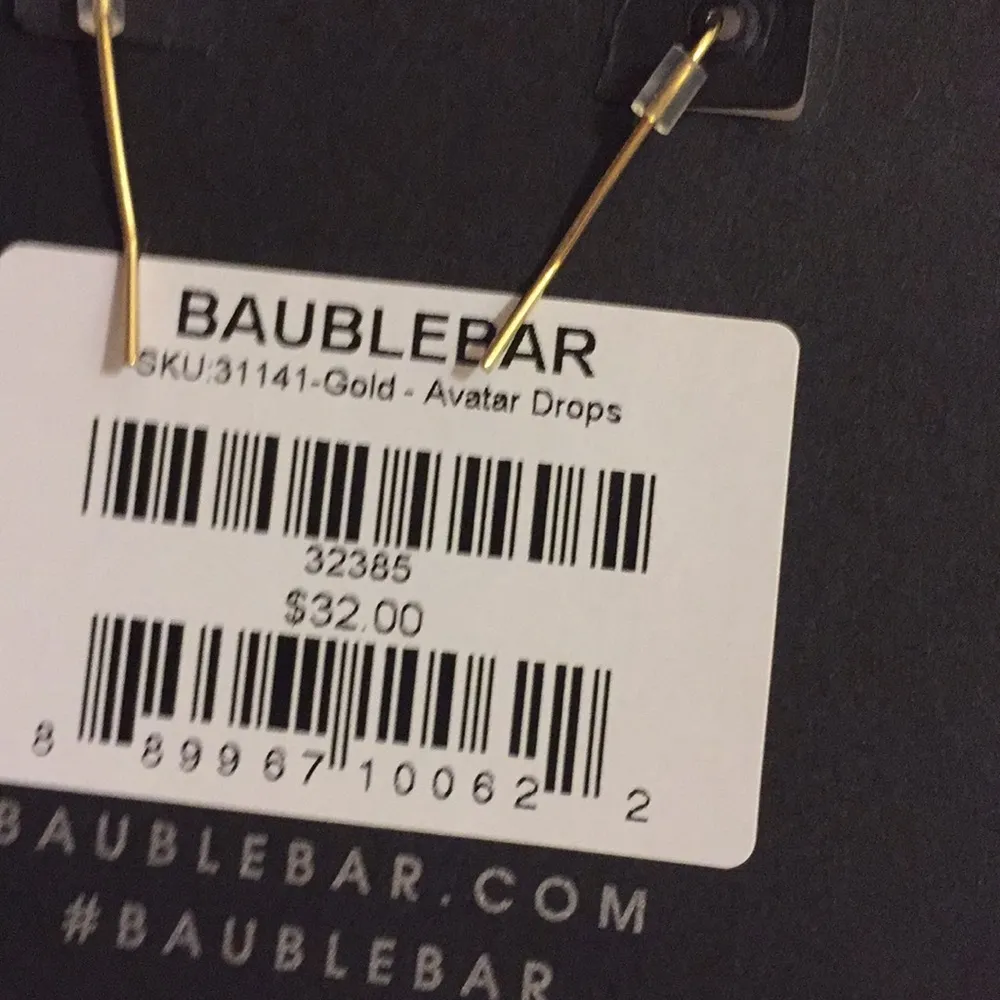 BAUBLEBAR
SKU:31141-Gold - Avatar Drops
32385
$32.00
8 89967 10062 2
BAUBLEBAR.COM
#BAUBLEBAR